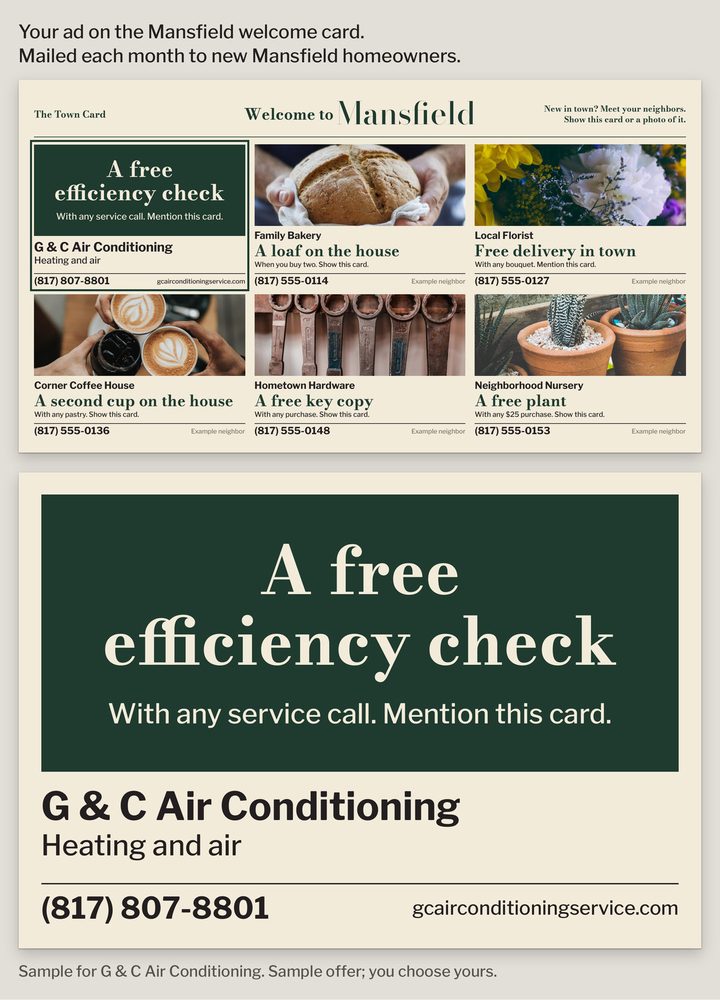 Your ad on the Mansfield welcome card.
Mailed each month to new Mansfield homeowners.
The Town Card
Welcome to Mansfield
New in town? Meet your neighbors.
Show this card or a photo of it.
A free
efficiency check
With any service call. Mention this card.
G & C Air Conditioning
Heating and air
(817) 807-8801
gcairconditioningservice.com
Family Bakery
A loaf on the house
When you buy two. Show this card.
(817) 555-0114
Example neighbor
Local Florist
Free delivery in town
With any bouquet. Mention this card.
(817) 555-0127
Example neighbor
Corner Coffee House
A second cup on the house
With any pastry. Show this card.
(817) 555-0136
Example neighbor
Hometown Hardware
A free key copy
With any purchase. Show this card.
(817) 555-0148
Example neighbor
Neighborhood Nursery
A free plant
With any $25 purchase. Show this card.
(817) 555-0153
Example neighbor
A free
efficiency check
With any service call. Mention this card.
G & C Air Conditioning
Heating and air
(817) 807-8801
gcairconditioningservice.com
Sample for G & C Air Conditioning. Sample offer; you choose yours.